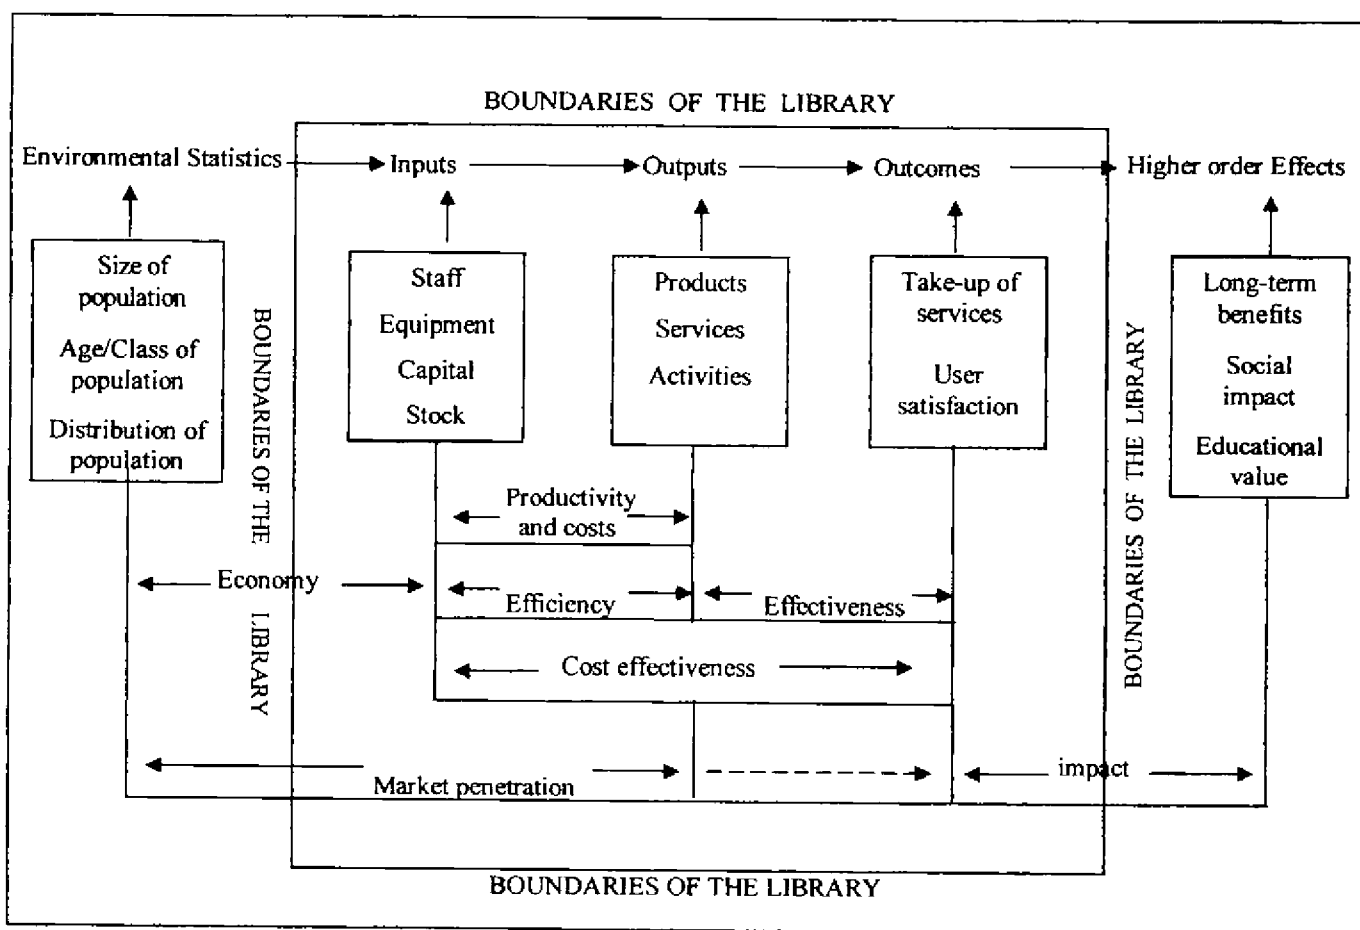 BOUNDARIES OF THE LIBRARY
Environmental Statistics
Inputs
Outputs
Outcomes
Higher order Effects
Size of
population
Age/Class of
population
Distribution of
population
BOUNDARIES OF THE LIBRARY
Staff
Equipment
Capital
Stock
Products
Services
Activities
Take-up of
services
User
satisfaction
BOUNDARIES OF THE LIBRARY
Long-term
benefits
Social
impact
Educational
value
Productivity
and costs
Economy
Efficiency
Effectiveness
Cost effectiveness
Market penetration
impact
BOUNDARIES OF THE LIBRARY